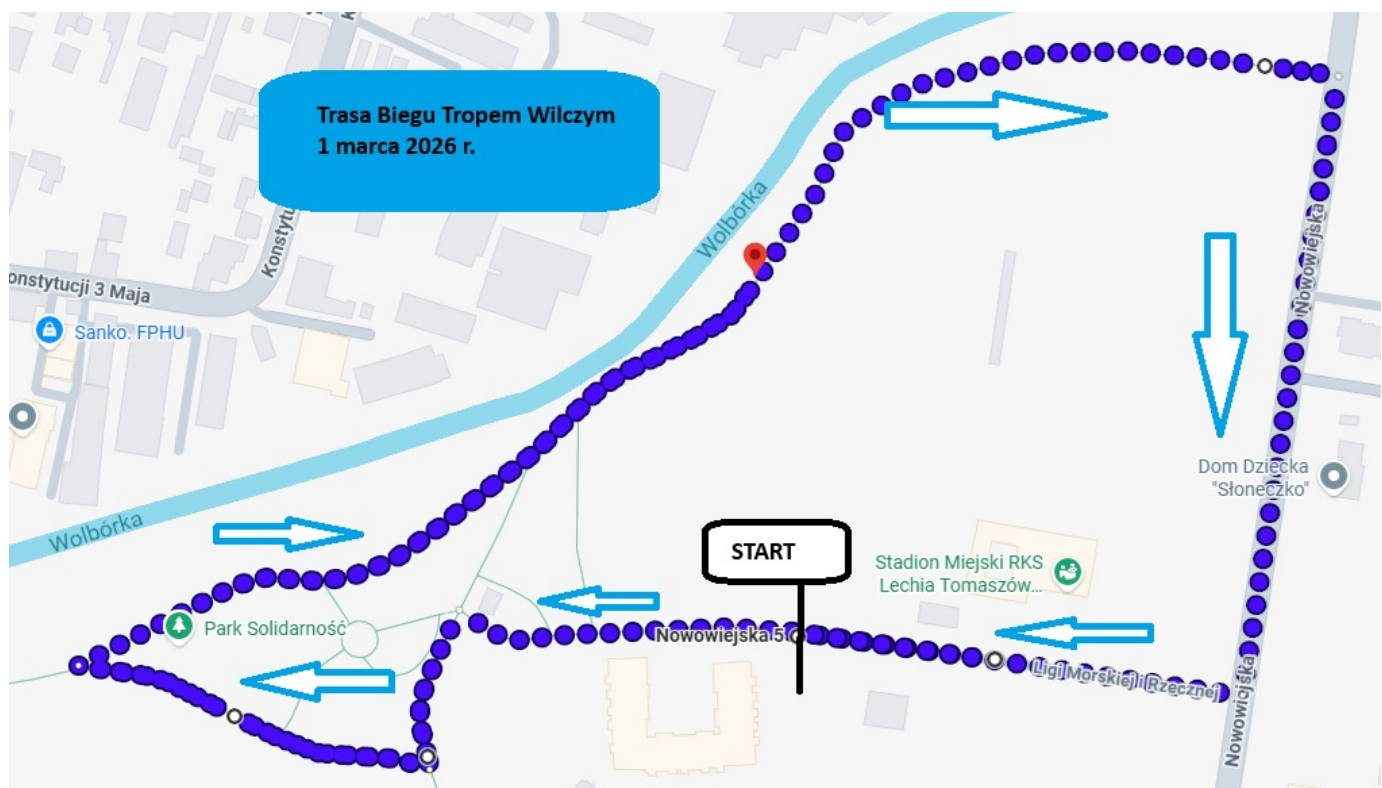 Trasa Biegu Tropem Wilczym
1 marca 2026 r.
Wolbórka
onstytucji 3 Maja
Konstytu
Sanko. FPHU
Nowowiejska
Dom Dziecka
"Słoneczko"
Wolbórka
START
Stadion Miejski RKS
Lechia Tomaszów...
Park Solidarność
Nowowiejska 5
Ligi Morskiej i Rzecznej
Nowowiejska